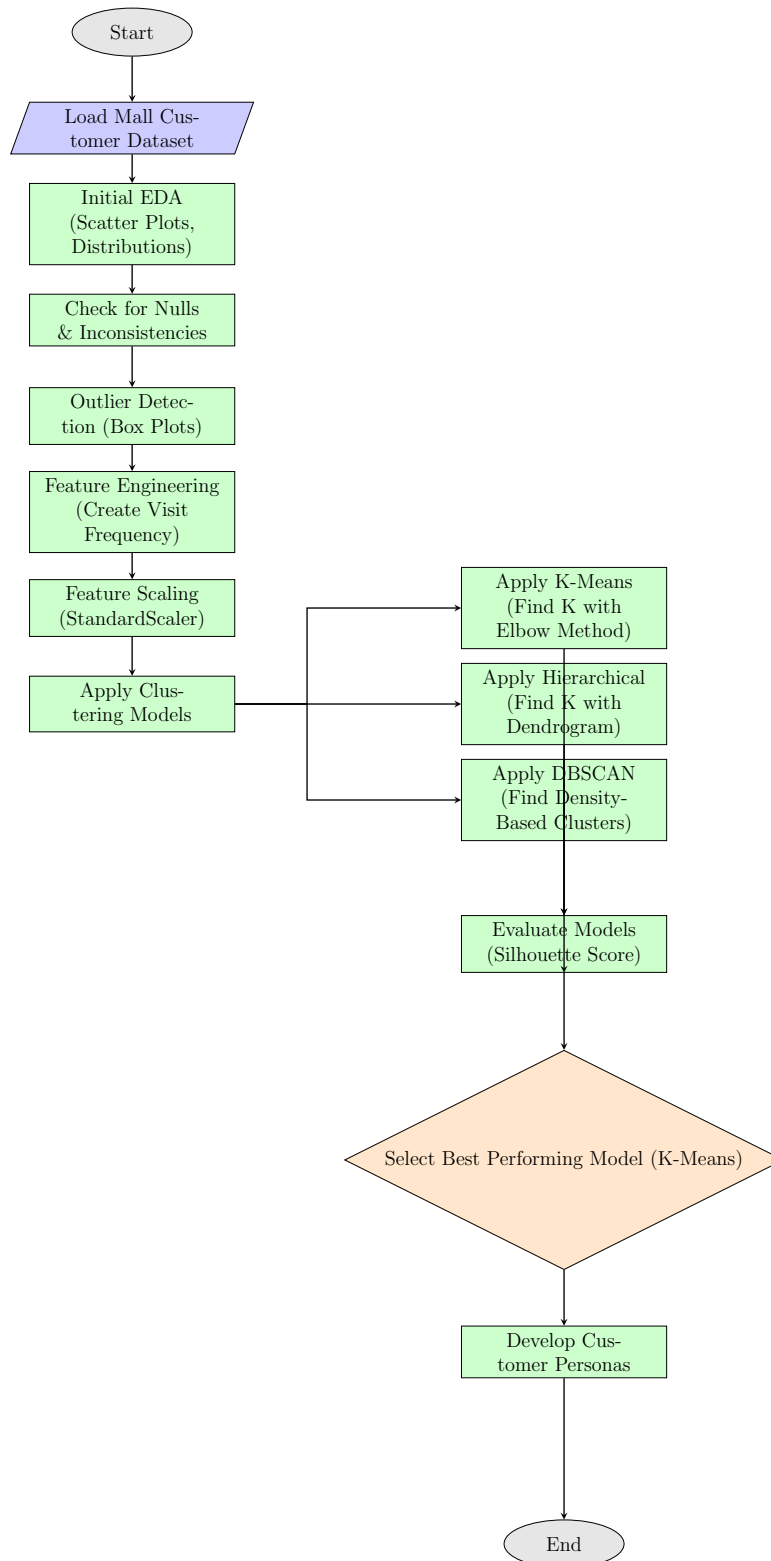 Start
Load Mall Cus-
tomer Dataset
Initial EDA
(Scatter Plots,
Distributions)
Check for Nulls
& Inconsistencies
Outlier Detec-
tion (Box Plots)
Feature Engineering
(Create Visit
Frequency)
Feature Scaling
(StandardScaler)
Apply Clus-
tering Models
Apply K-Means
(Find K with
Elbow Method)
Apply Hierarchical
(Find K with
Dendrogram)
Apply DBSCAN
(Find Density-
Based Clusters)
Evaluate Models
(Silhouette Score)
Select Best Performing Model (K-Means)
Develop Cus-
tomer Personas
End